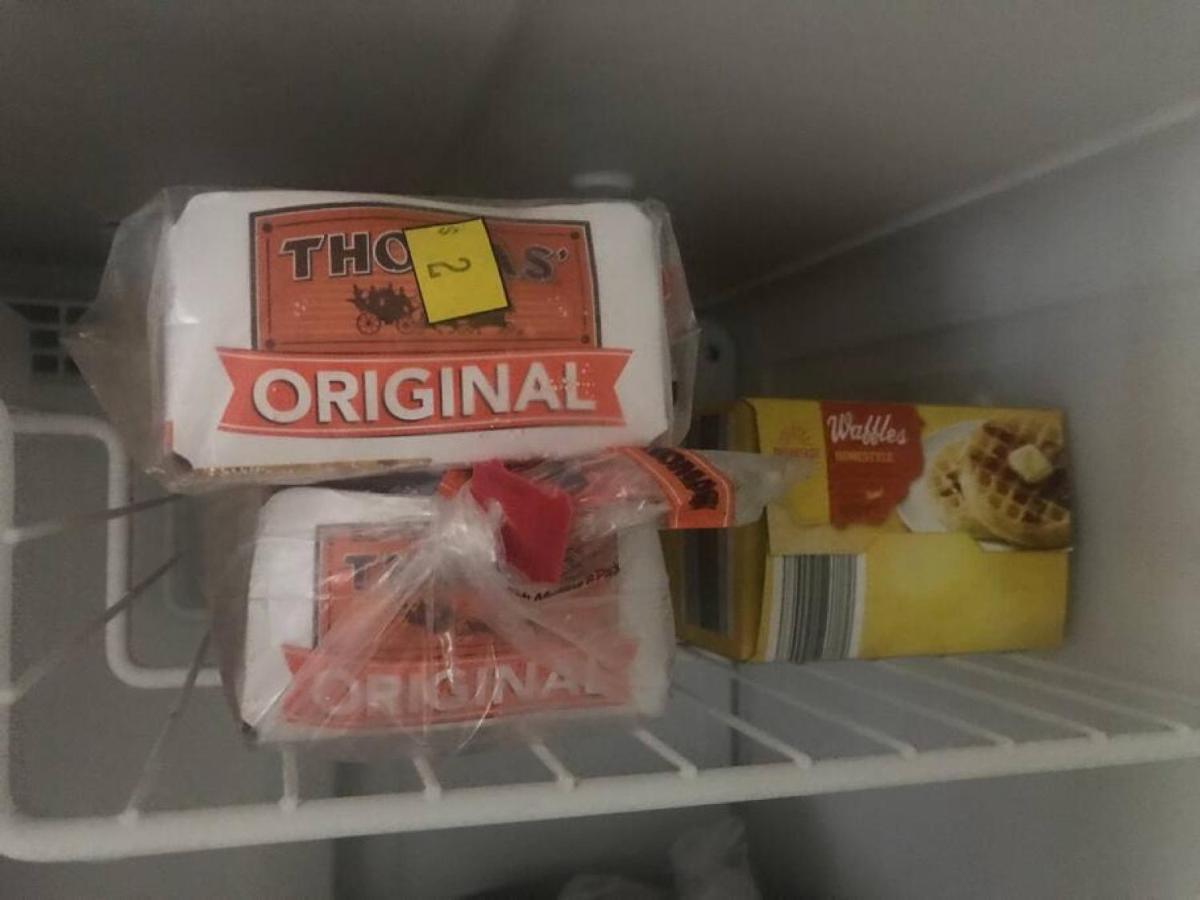 THO AS'
$ 2
ORIGINAL
ORIGINAL
Waffles
HOMESTYLE